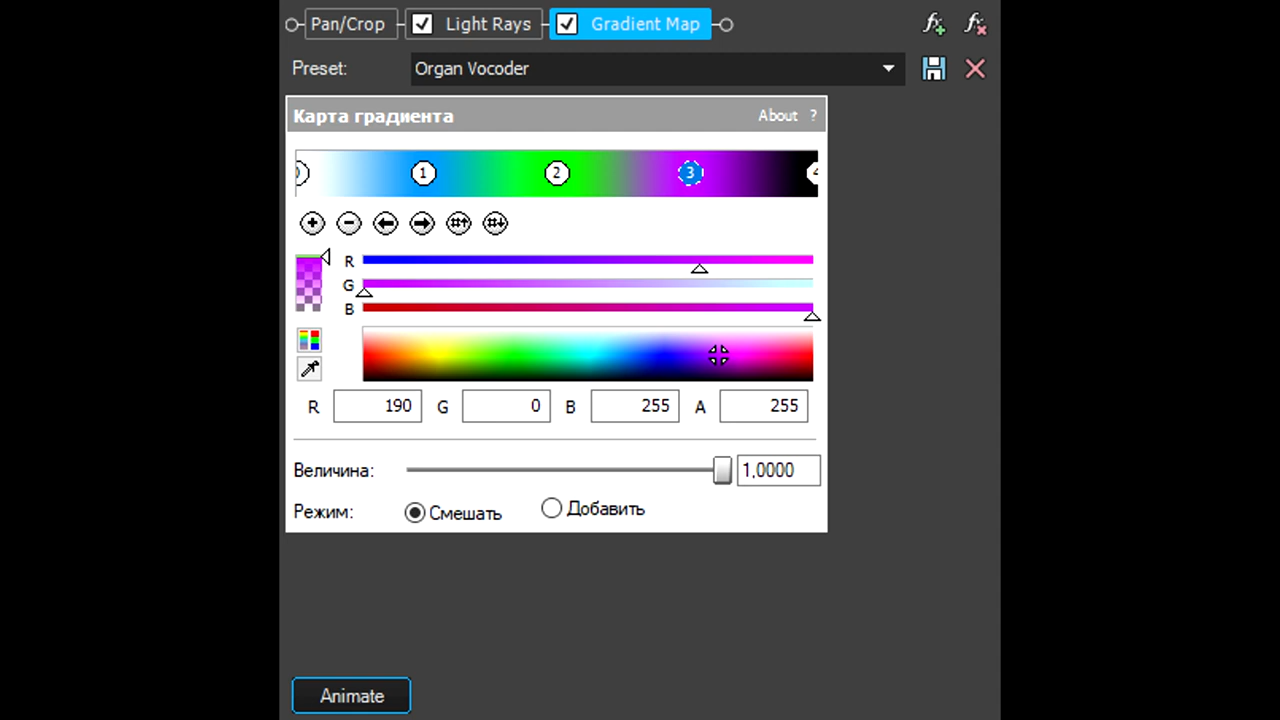 Pan/Crop Light Rays Gradient Map
Preset: Organ Vocoder
Карта градиента About ?
1 2 3 4
R
G
B
R 190 G 0 B 255 A 255
Величина: 1,0000
Режим: Смешать Добавить
Animate